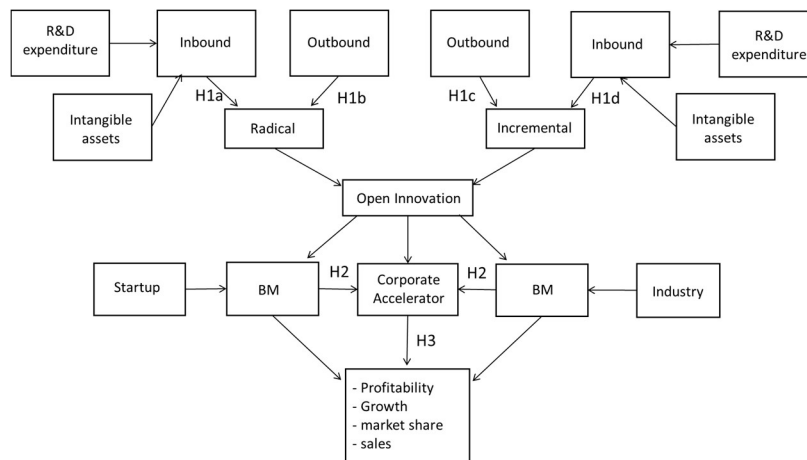 R&D
expenditure
Inbound
Outbound
Outbound
Inbound
R&D
expenditure
H1a
H1b
H1c
H1d
Intangible
assets
Radical
Incremental
Intangible
assets
Open Innovation
Startup
BM
H2
Corporate
Accelerator
H2
BM
Industry
H3
- Profitability
- Growth
- market share
- sales